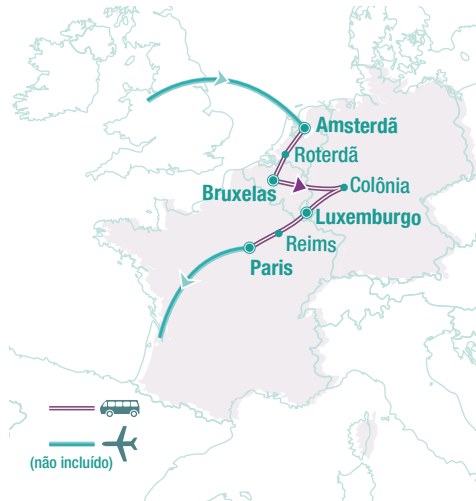 Amsterdã
Roterdã
Bruxelas
Colônia
Luxemburgo
Reims
Paris
(não incluído)